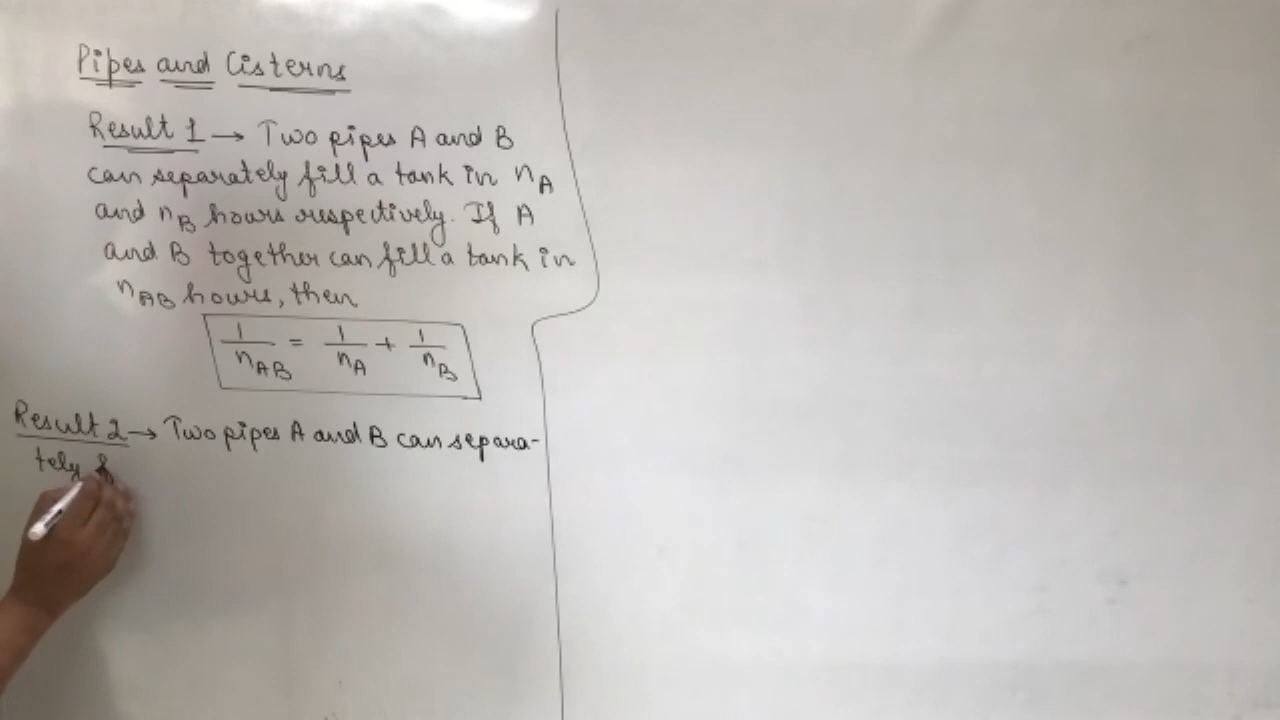 Pipes and Cisterns
Result 1 → Two pipes A and B
can separately fill a tank in n_A
and n_B hours respectively. If A
and B together can fill a tank in
n_AB hours, then
1/n_AB = 1/n_A + 1/n_B
Result 2 → Two pipes A and B can separa-
tely f